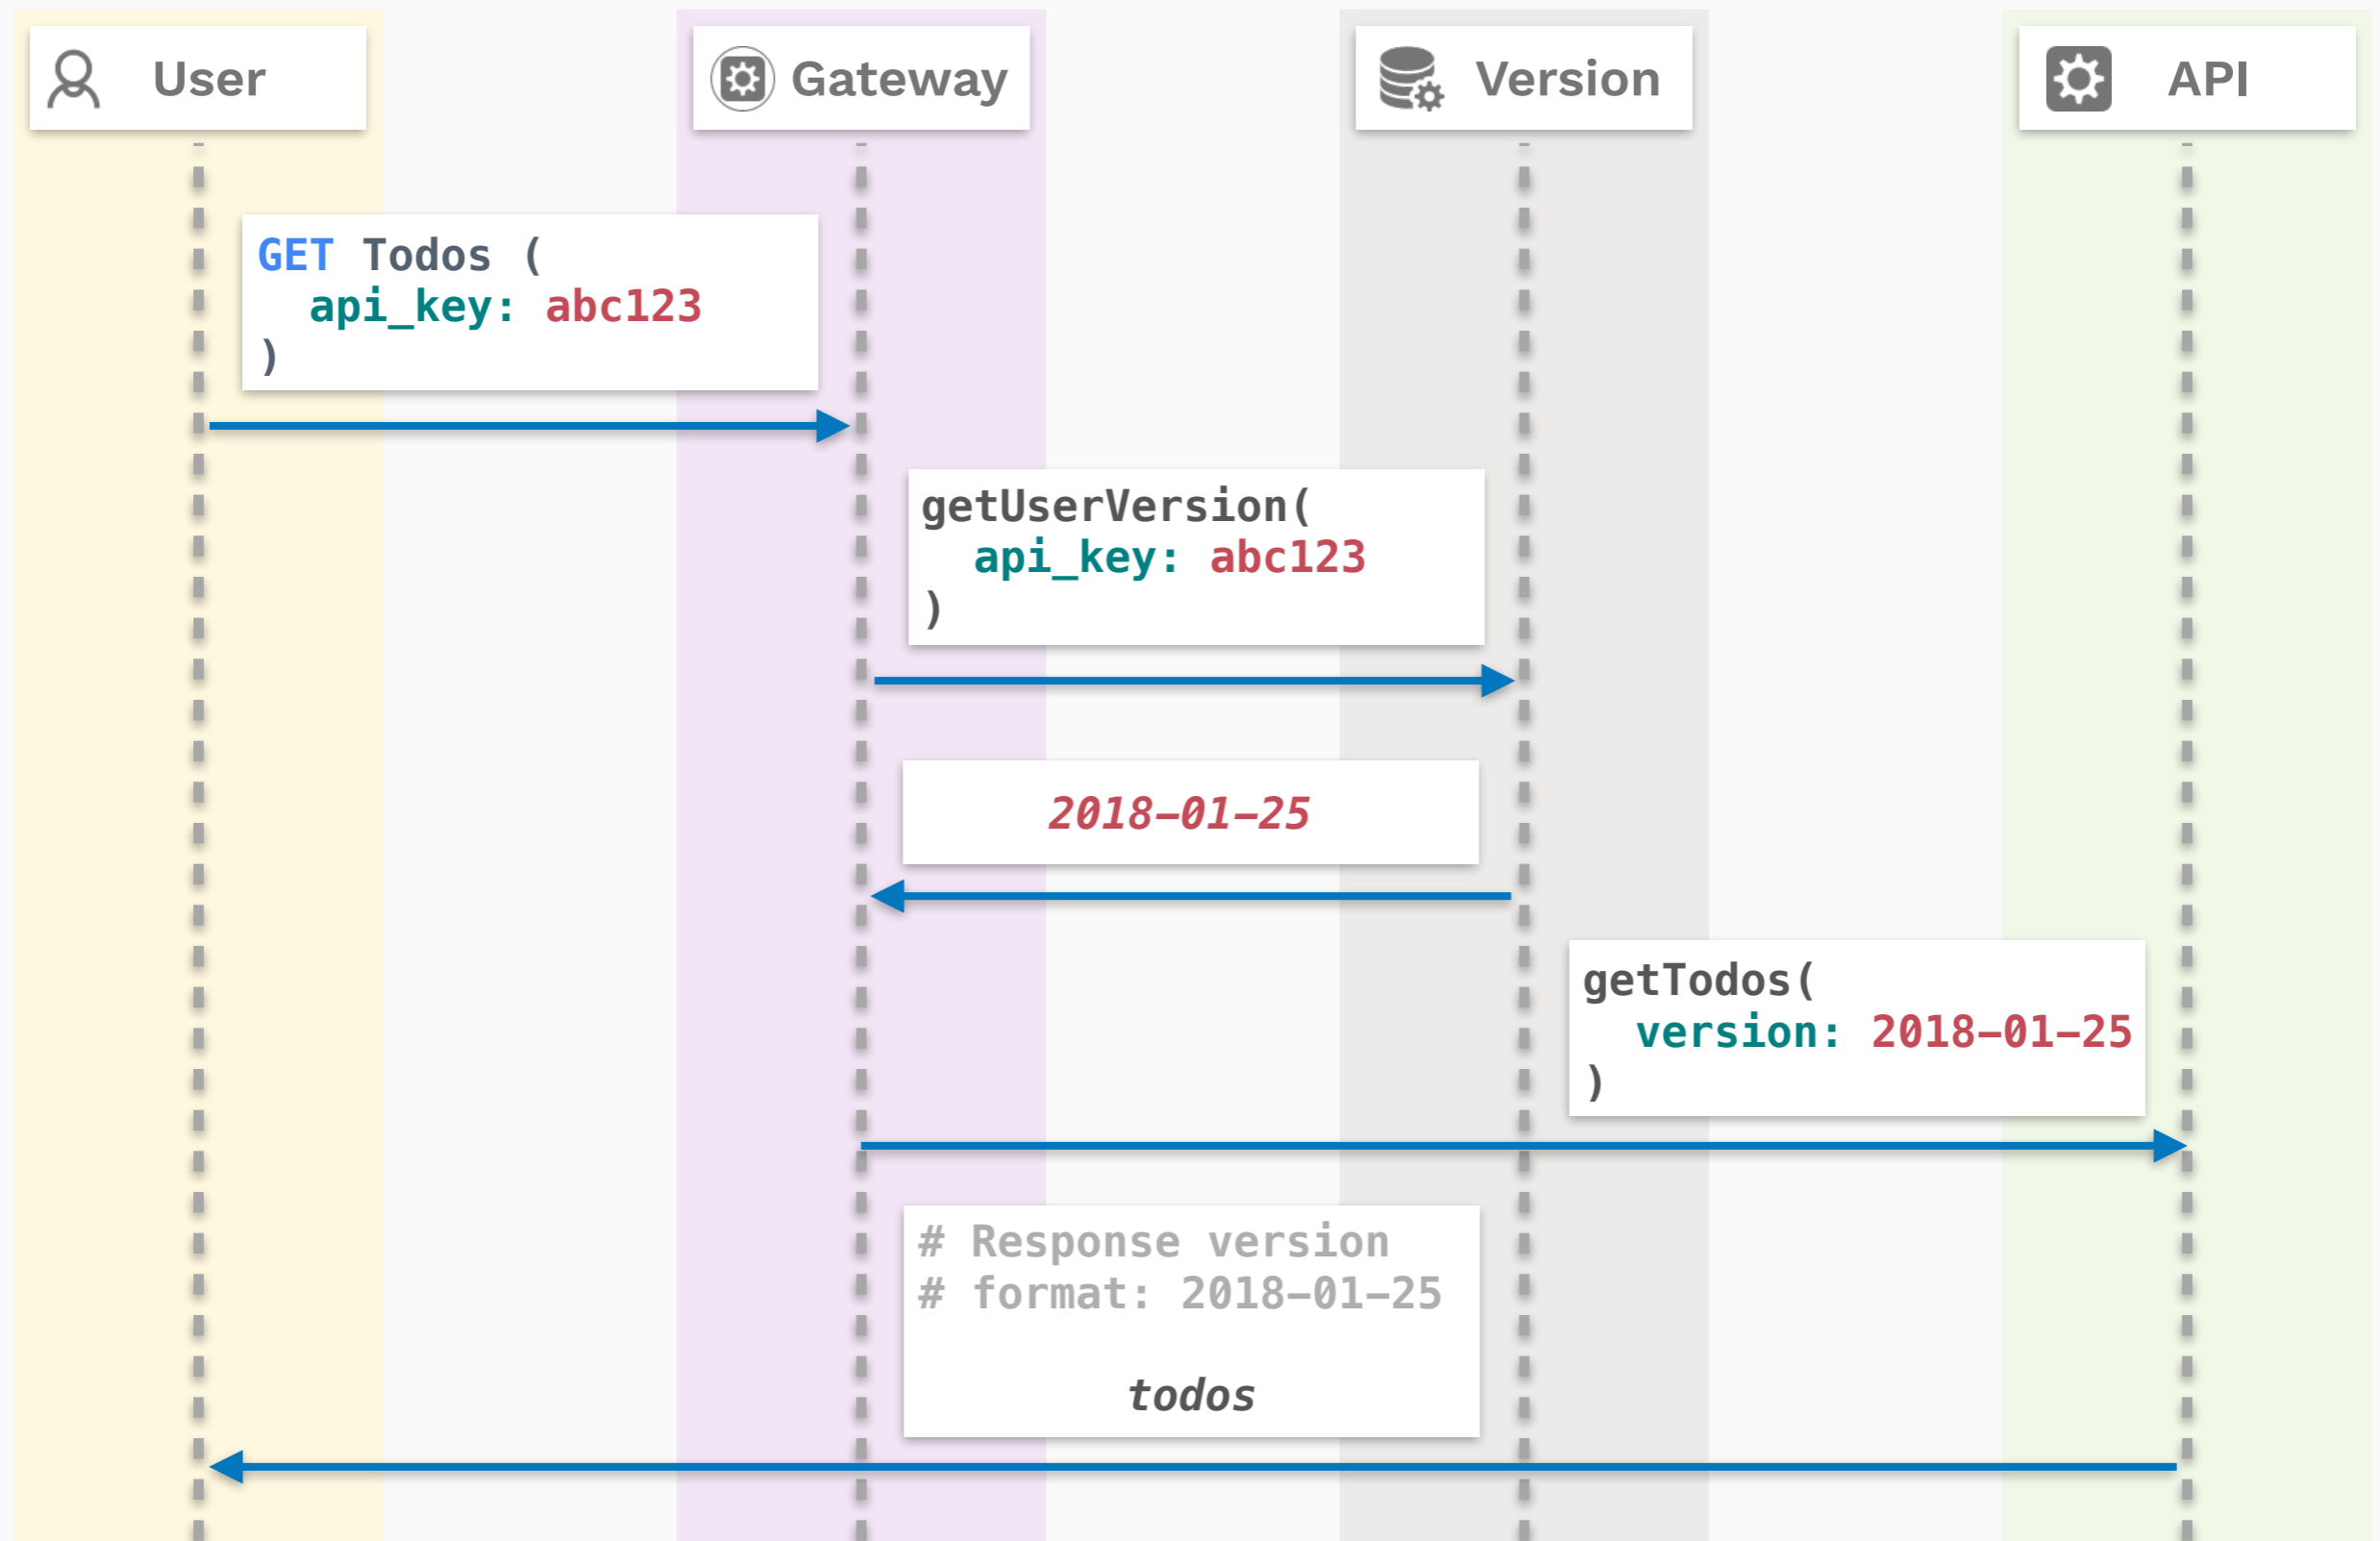 User
Gateway
Version
API
GET Todos (
api_key: abc123
)
getUserVersion(
api_key: abc123
)
2018-01-25
getTodos(
version: 2018-01-25
)
# Response version
# format: 2018-01-25
todos